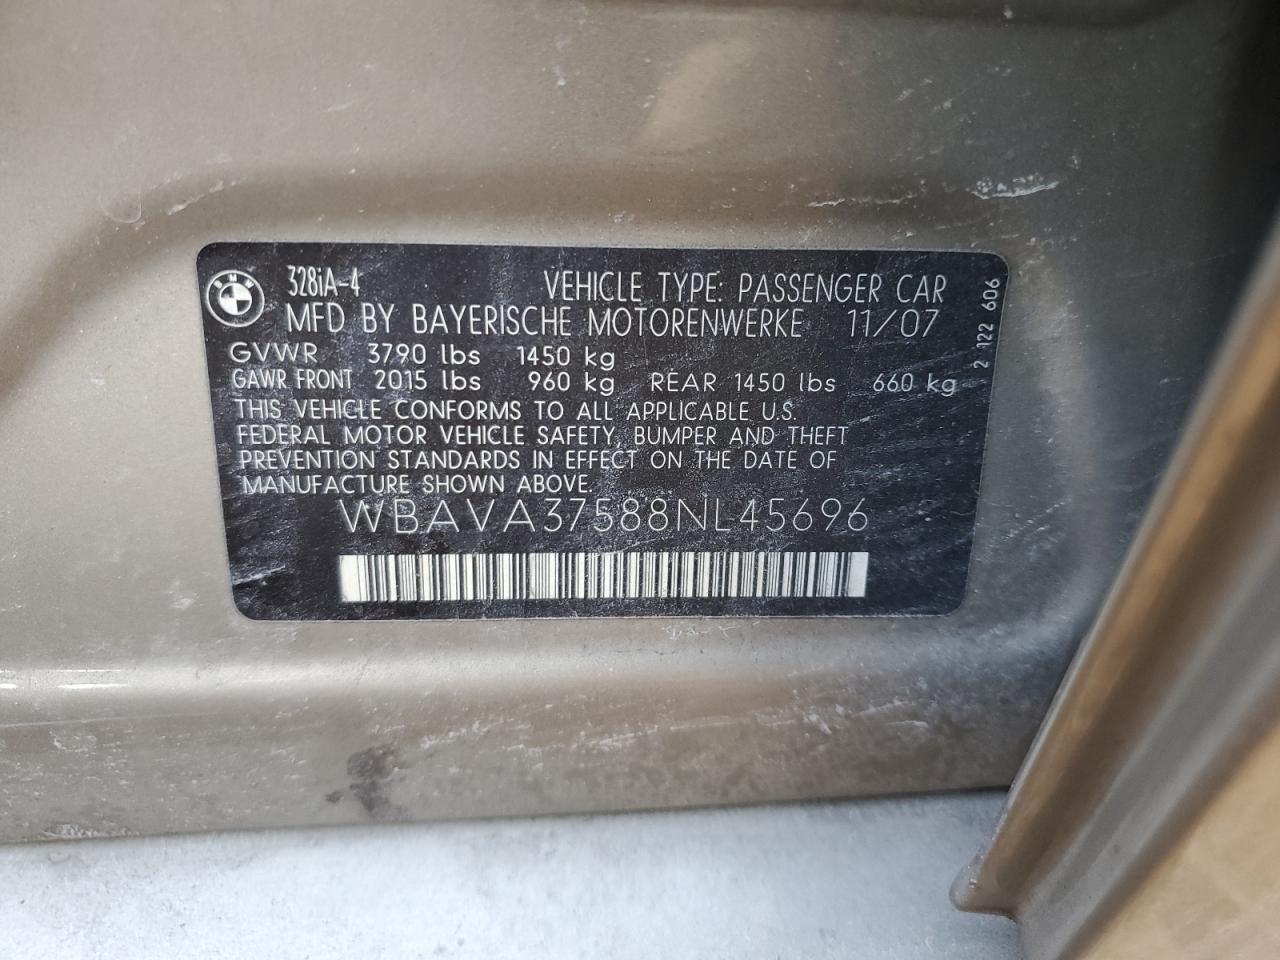 BMW
328iA-4 VEHICLE TYPE: PASSENGER CAR
MFD BY BAYERISCHE MOTORENWERKE 11/07
GVWR 3790 lbs 1450 kg
GAWR FRONT 2015 lbs 960 kg REAR 1450 lbs 660 kg
THIS VEHICLE CONFORMS TO ALL APPLICABLE U.S.
FEDERAL MOTOR VEHICLE SAFETY, BUMPER AND THEFT
PREVENTION STANDARDS IN EFFECT ON THE DATE OF
MANUFACTURE SHOWN ABOVE.
WBAVA37588NL45696
2 122 606